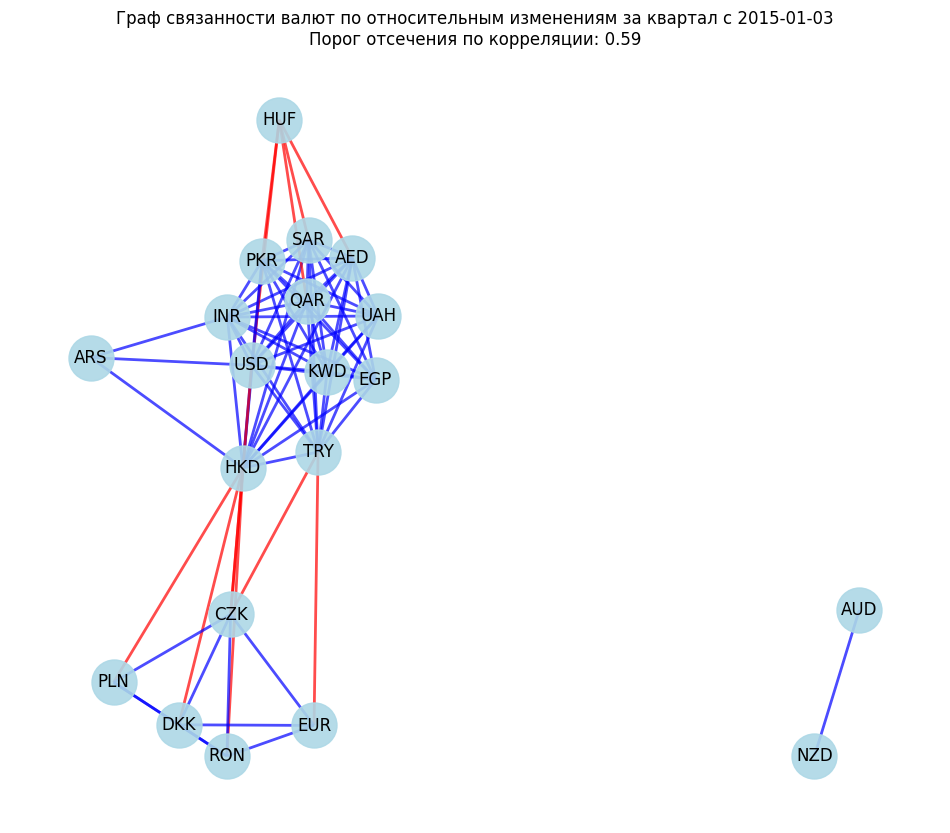 Граф связанности валют по относительным изменениям за квартал с 2015-01-03
Порог отсечения по корреляции: 0.59
HUF
SAR
PKR
AED
QAR
INR
UAH
ARS
USD
KWD
EGP
TRY
HKD
CZK
AUD
PLN
DKK
EUR
RON
NZD